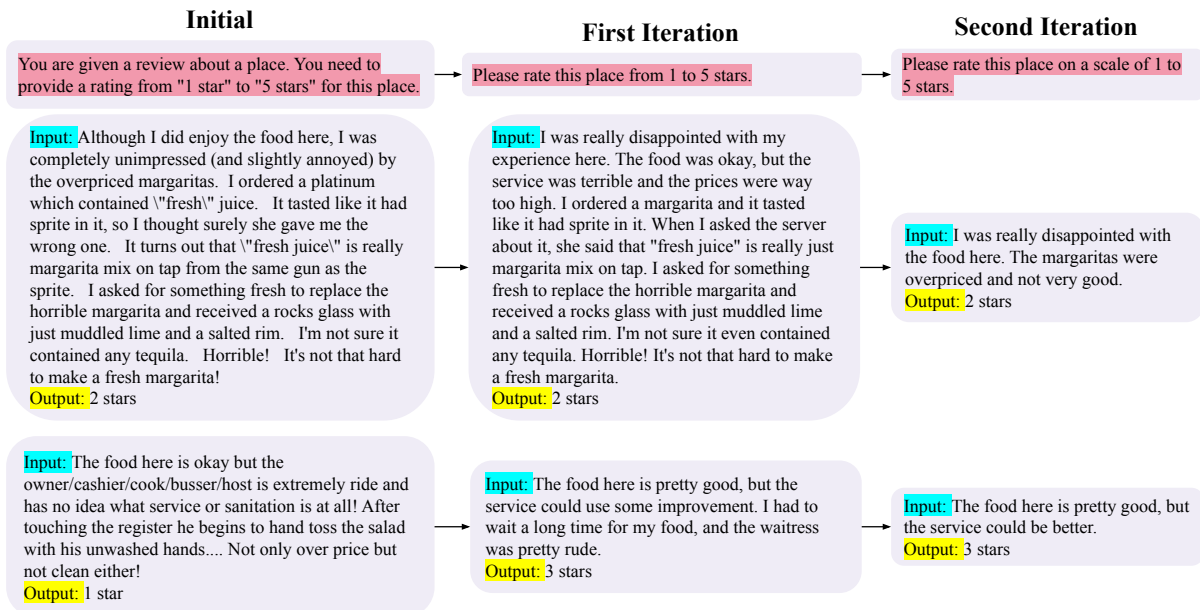 Initial
First Iteration
Second Iteration
You are given a review about a place. You need to
provide a rating from "1 star" to "5 stars" for this place.
Please rate this place from 1 to 5 stars.
Please rate this place on a scale of 1 to
5 stars.
Input: Although I did enjoy the food here, I was
completely unimpressed (and slightly annoyed) by
the overpriced margaritas.  I ordered a platinum
which contained \"fresh\" juice.   It tasted like it had
sprite in it, so I thought surely she gave me the
wrong one.   It turns out that \"fresh juice\" is really
margarita mix on tap from the same gun as the
sprite.   I asked for something fresh to replace the
horrible margarita and received a rocks glass with
just muddled lime and a salted rim.   I'm not sure it
contained any tequila.   Horrible!   It's not that hard
to make a fresh margarita!
Output: 2 stars
Input: I was really disappointed with my
experience here. The food was okay, but the
service was terrible and the prices were way
too high. I ordered a margarita and it tasted
like it had sprite in it. When I asked the server
about it, she said that "fresh juice" is really just
margarita mix on tap. I asked for something
fresh to replace the horrible margarita and
received a rocks glass with just muddled lime
and a salted rim. I'm not sure it even contained
any tequila. Horrible! It's not that hard to make
a fresh margarita.
Output: 2 stars
Input: I was really disappointed with
the food here. The margaritas were
overpriced and not very good.
Output: 2 stars
Input: The food here is okay but the
owner/cashier/cook/busser/host is extremely ride and
has no idea what service or sanitation is at all! After
touching the register he begins to hand toss the salad
with his unwashed hands.... Not only over price but
not clean either!
Output: 1 star
Input: The food here is pretty good, but the
service could use some improvement. I had to
wait a long time for my food, and the waitress
was pretty rude.
Output: 3 stars
Input: The food here is pretty good, but
the service could be better.
Output: 3 stars